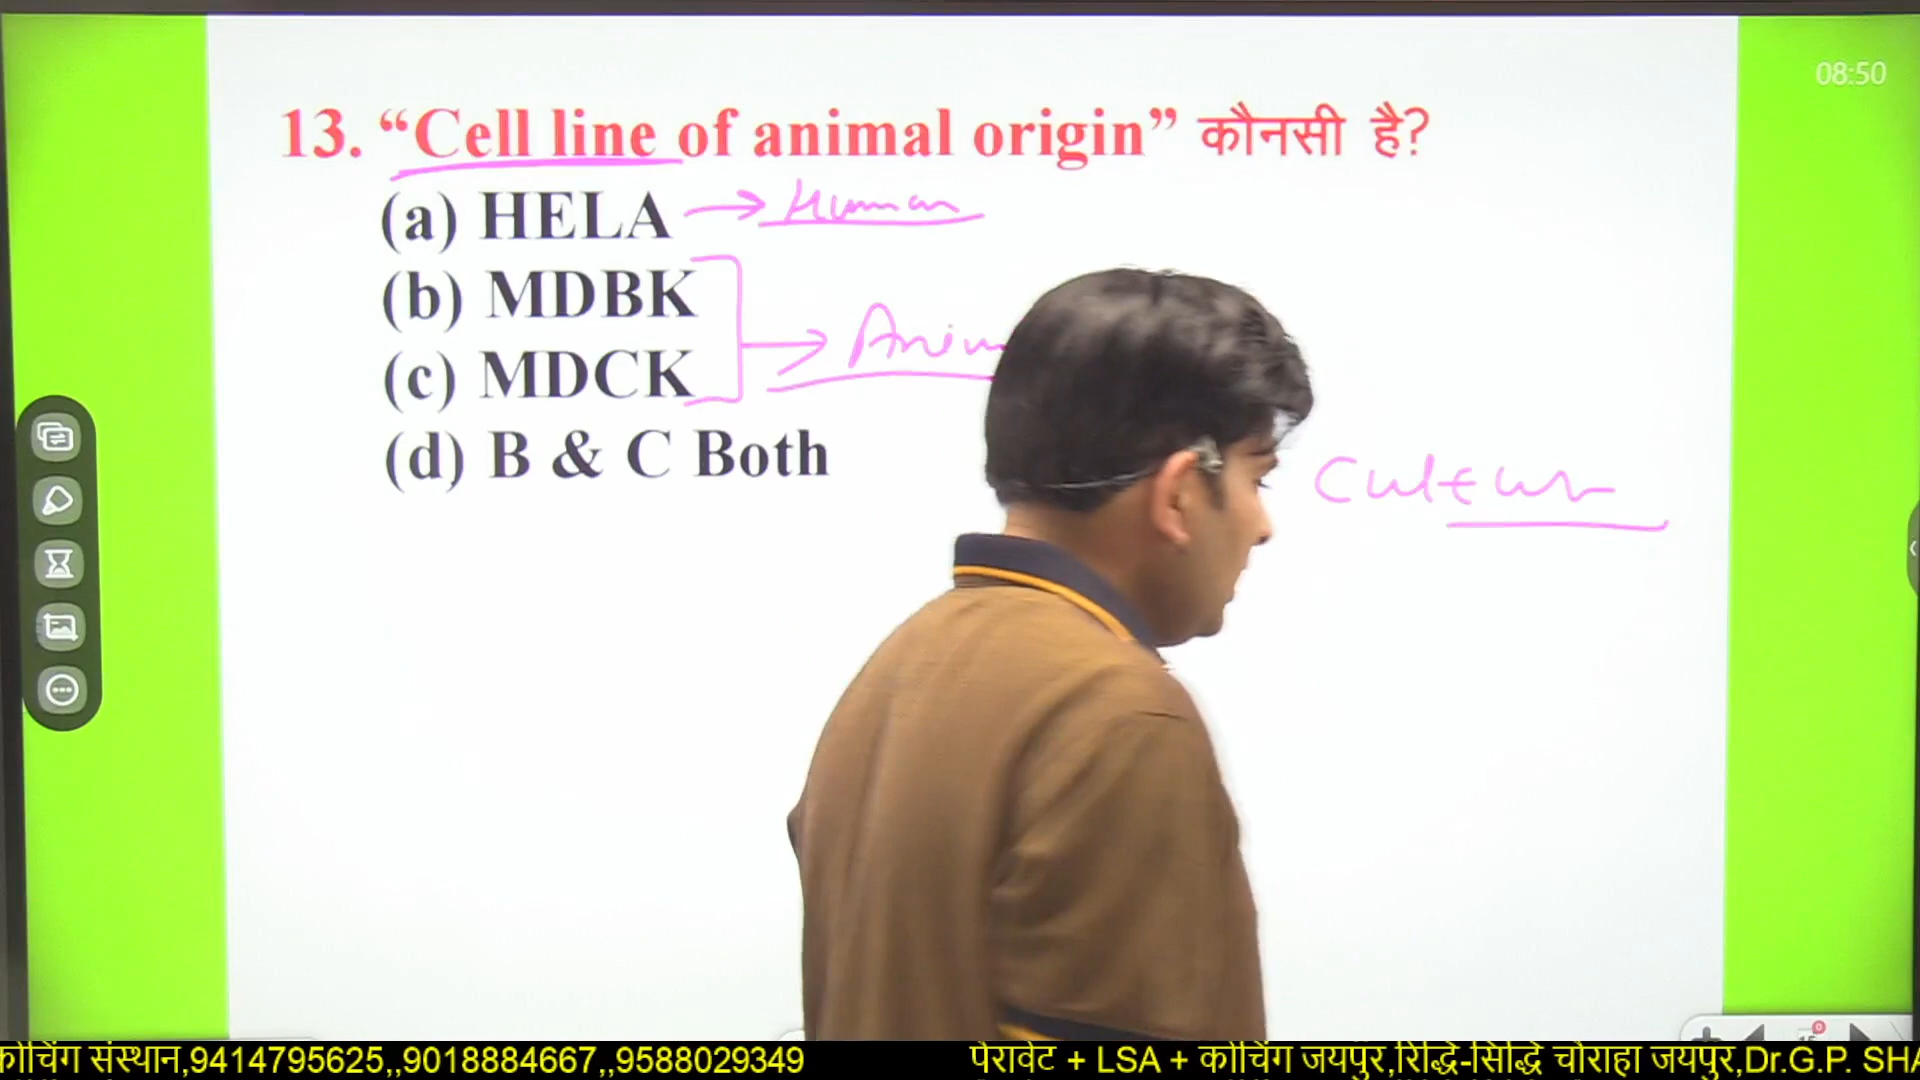 08:50
13. “Cell line of animal origin” कौनसी है?
(a) HELA → Human
(b) MDBK
(c) MDCK
(d) B & C Both
कोचिंग संस्थान,9414795625,,9018884667,,9588029349 पैरावेट + LSA + कोचिंग जयपुर,रिद्धि-सिद्धि चौराहा जयपुर,Dr.G.P. SHA